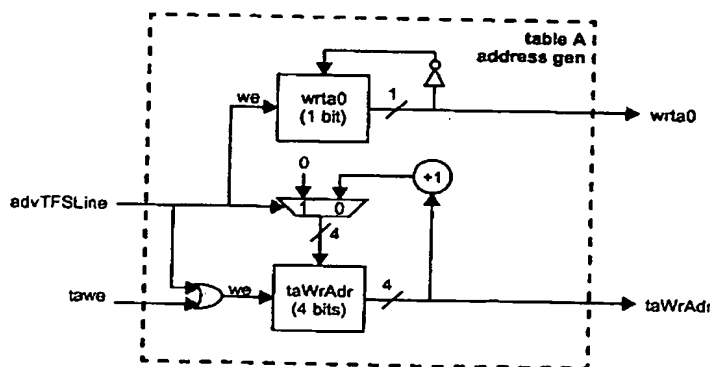 table A
address gen
we
wrta0
(1 bit)
1
wrta0
0
+1
advTFSLine
1
0
4
we
taWrAdr
(4 bits)
4
tawe
taWrAdr